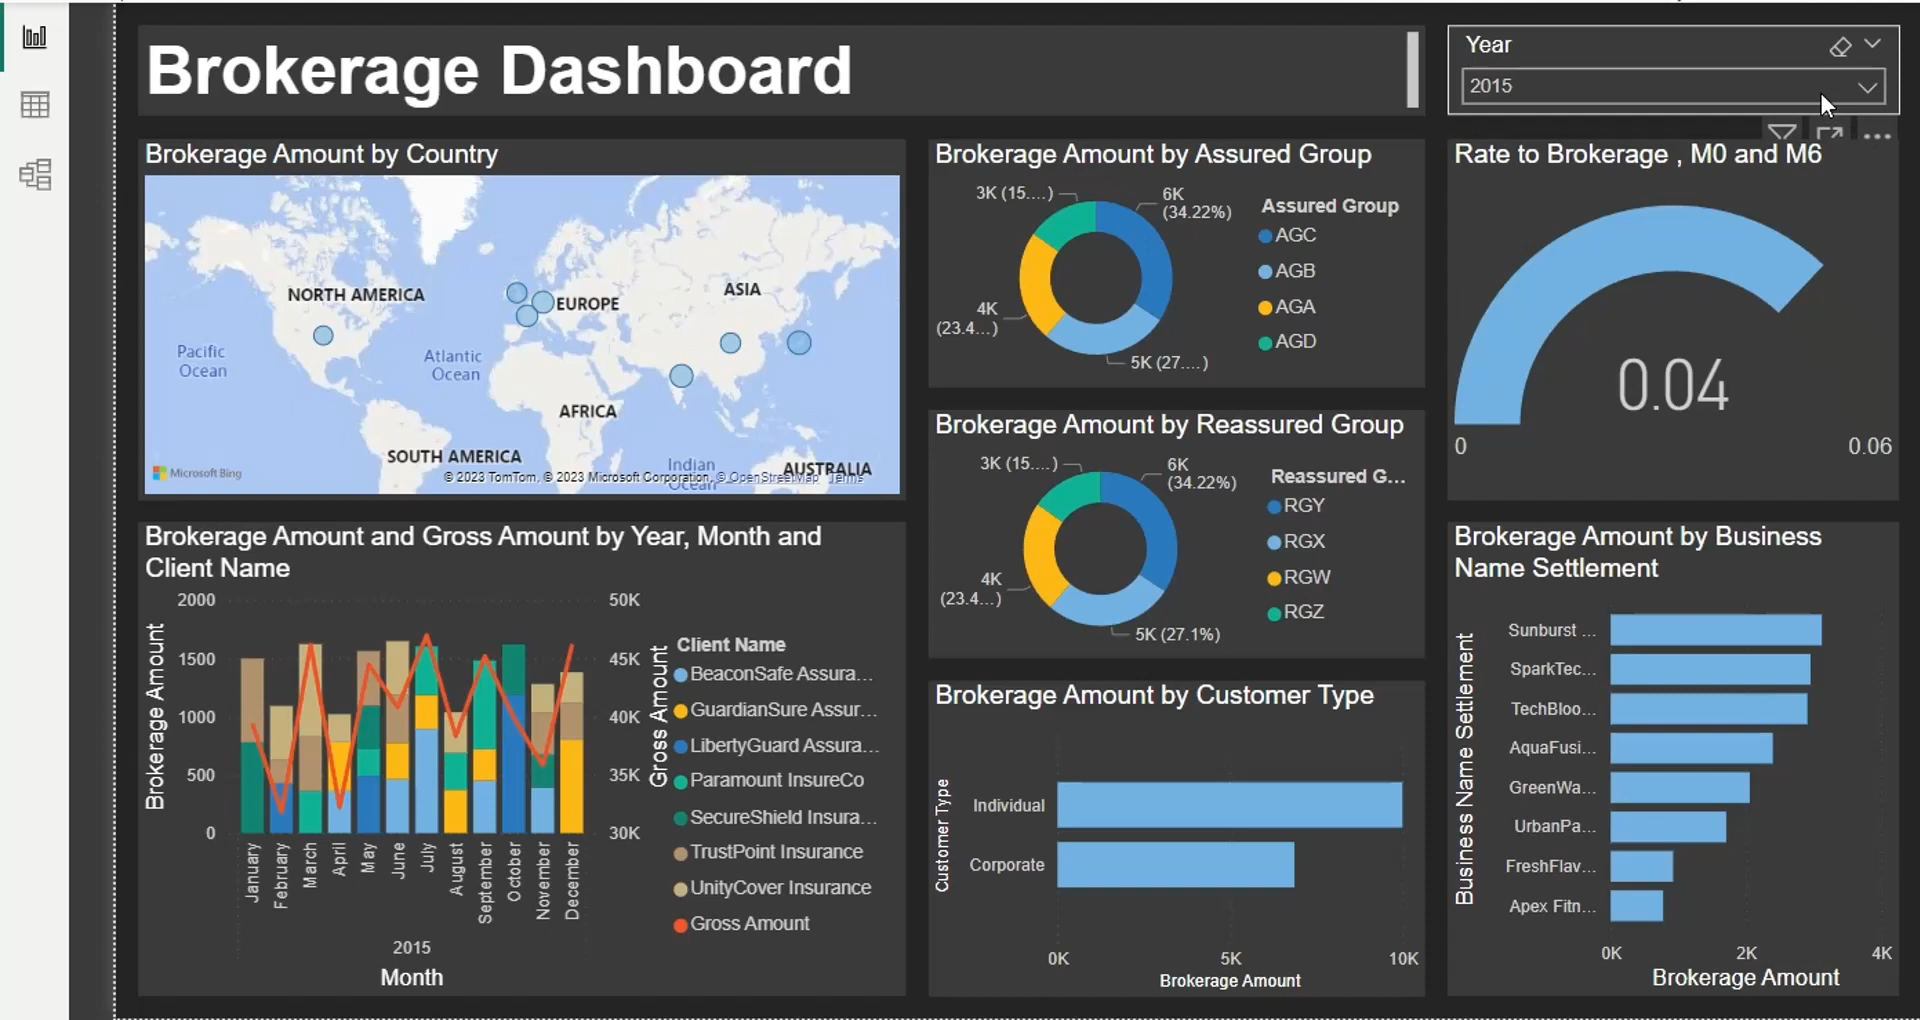 Brokerage Dashboard
Year
2015
Brokerage Amount by Country
NORTH AMERICA
EUROPE
ASIA
Pacific
Ocean
Atlantic
Ocean
AFRICA
SOUTH AMERICA
Indian
Ocean
AUSTRALIA
Microsoft Bing
© 2023 TomTom, © 2023 Microsoft Corporation, © OpenStreetMap Terms
Brokerage Amount by Assured Group
3K (15....)
6K
(34.22%)
4K
(23.4...)
5K (27....)
Assured Group
AGC
AGB
AGA
AGD
Rate to Brokerage , M0 and M6
0.04
0
0.06
Brokerage Amount by Reassured Group
3K (15....)
6K
(34.22%)
4K
(23.4...)
5K (27.1%)
Reassured G...
RGY
RGX
RGW
RGZ
Brokerage Amount and Gross Amount by Year, Month and
Client Name
Brokerage Amount
2000
1500
1000
500
0
50K
45K
40K
35K
30K
Gross Amount
January
February
March
April
May
June
July
August
September
October
November
December
2015
Month
Client Name
BeaconSafe Assura...
GuardianSure Assur...
LibertyGuard Assura...
Paramount InsureCo
SecureShield Insura...
TrustPoint Insurance
UnityCover Insurance
Gross Amount
Brokerage Amount by Customer Type
Customer Type
Individual
Corporate
0K
5K
10K
Brokerage Amount
Brokerage Amount by Business
Name Settlement
Business Name Settlement
Sunburst ...
SparkTec...
TechBloo...
AquaFusi...
GreenWa...
UrbanPa...
FreshFlav...
Apex Fitn...
0K
2K
4K
Brokerage Amount